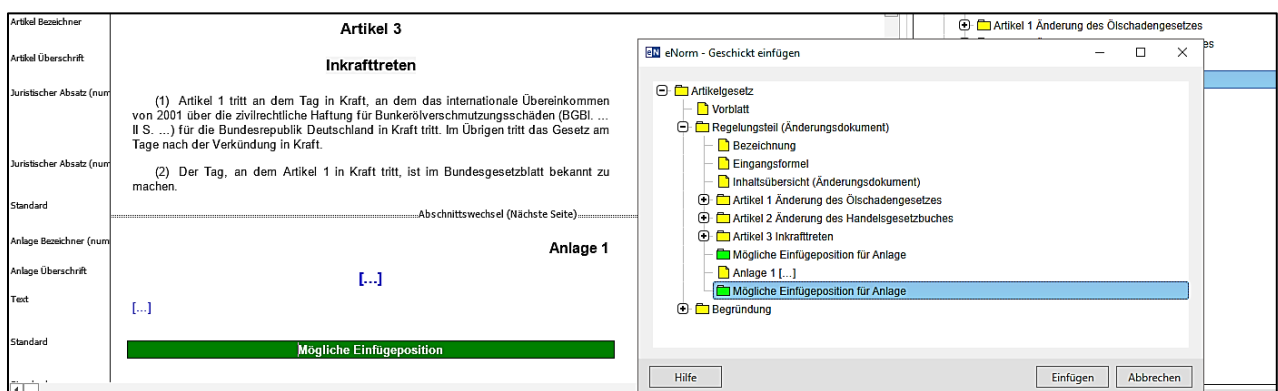 Artikel Bezeichner
Artikel 3
Artikel Überschrift
Inkrafttreten
Juristischer Absatz (num
(1) Artikel 1 tritt an dem Tag in Kraft, an dem das internationale Übereinkommen
von 2001 über die zivilrechtliche Haftung für Bunkerölverschmutzungsschäden (BGBl. ...
II S. ...) für die Bundesrepublik Deutschland in Kraft tritt. Im Übrigen tritt das Gesetz am
Tage nach der Verkündung in Kraft.
Juristischer Absatz (num
(2) Der Tag, an dem Artikel 1 in Kraft tritt, ist im Bundesgesetzblatt bekannt zu
machen.
Standard
Abschnittswechsel (Nächste Seite)
Anlage Bezeichner (num
Anlage 1
Anlage Überschrift
[...]
Text
[...]
Standard
Mögliche Einfügeposition
Artikel 1 Änderung des Ölschadengesetzes
es
eNorm - Geschickt einfügen
Artikelgesetz
Vorblatt
Regelungsteil (Änderungsdokument)
Bezeichnung
Eingangsformel
Inhaltsübersicht (Änderungsdokument)
Artikel 1 Änderung des Ölschadengesetzes
Artikel 2 Änderung des Handelsgesetzbuches
Artikel 3 Inkrafttreten
Mögliche Einfügeposition für Anlage
Anlage 1 [...]
Mögliche Einfügeposition für Anlage
Begründung
Hilfe
Einfügen
Abbrechen